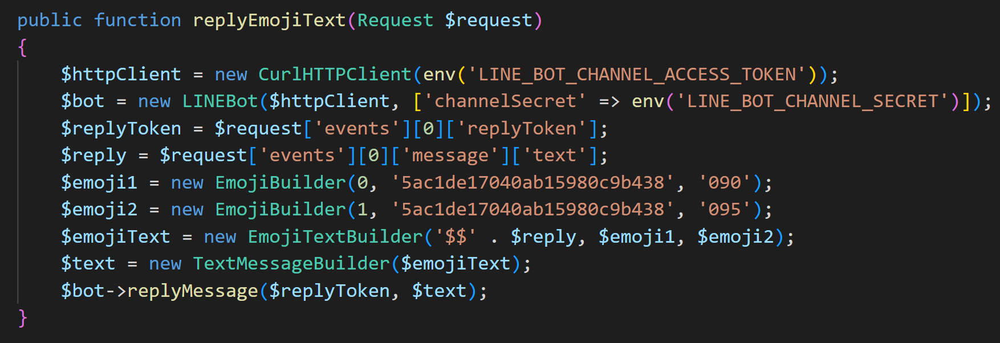 public function replyEmojiText(Request $request)
{
    $httpClient = new CurlHTTPClient(env('LINE_BOT_CHANNEL_ACCESS_TOKEN'));
    $bot = new LINEBot($httpClient, ['channelSecret' => env('LINE_BOT_CHANNEL_SECRET')]);
    $replyToken = $request['events'][0]['replyToken'];
    $reply = $request['events'][0]['message']['text'];
    $emoji1 = new EmojiBuilder(0, '5ac1de17040ab15980c9b438', '090');
    $emoji2 = new EmojiBuilder(1, '5ac1de17040ab15980c9b438', '095');
    $emojiText = new EmojiTextBuilder('$$' . $reply, $emoji1, $emoji2);
    $text = new TextMessageBuilder($emojiText);
    $bot->replyMessage($replyToken, $text);
}